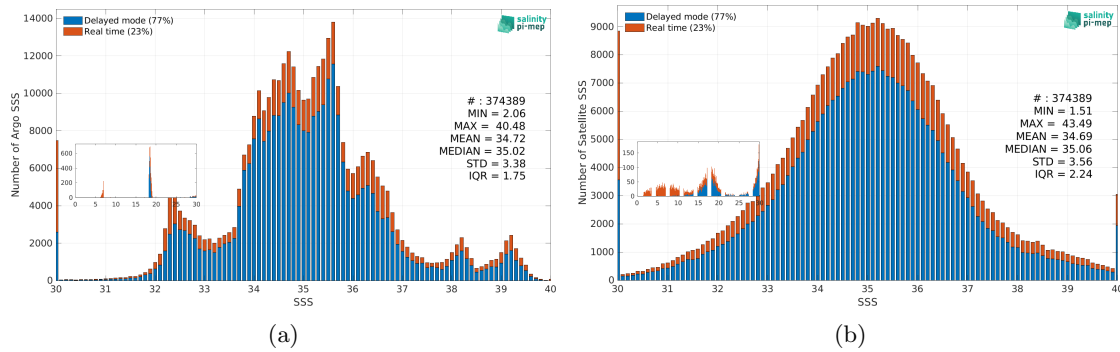 Delayed mode (77%)
Real time (23%)
salinity
pi-mep
# : 374389
MIN = 2.06
MAX = 40.48
MEAN = 34.72
MEDIAN = 35.02
STD = 3.38
IQR = 1.75
Number of Argo SSS
14000
12000
10000
8000
6000
4000
2000
0
600
400
200
0
0 5 10 15 20 25 30
30 31 32 33 34 35 36 37 38 39 40
SSS
(a)
Delayed mode (77%)
Real time (23%)
salinity
pi-mep
# : 374389
MIN = 1.51
MAX = 43.49
MEAN = 34.69
MEDIAN = 35.06
STD = 3.56
IQR = 2.24
Number of Satellite SSS
9000
8000
7000
6000
5000
4000
3000
2000
1000
0
150
100
50
0
0 5 10 15 20 25 30
30 31 32 33 34 35 36 37 38 39 40
SSS
(b)